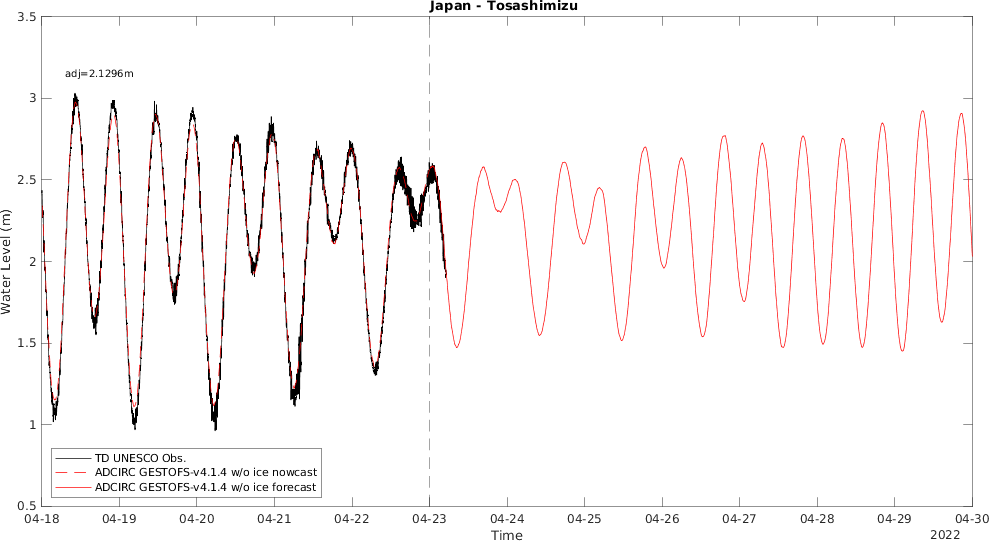 Japan - Tosashimizu
3.5
3
2.5
2
1.5
1
0.5
Water Level (m)
adj=2.1296m
TD UNESCO Obs.
ADCIRC GESTOFS-v4.1.4 w/o ice nowcast
ADCIRC GESTOFS-v4.1.4 w/o ice forecast
04-18 04-19 04-20 04-21 04-22 04-23 04-24 04-25 04-26 04-27 04-28 04-29 04-30
Time
2022